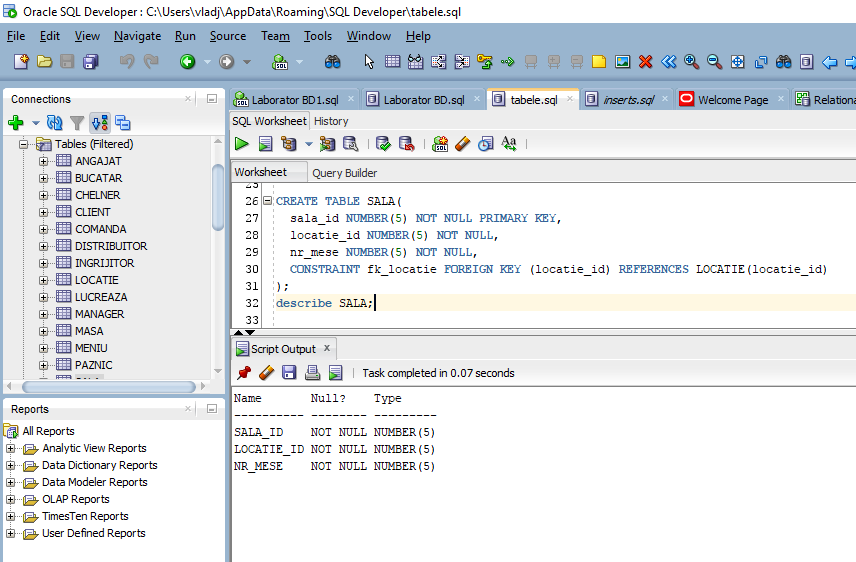 Oracle SQL Developer : C:\Users\vladj\AppData\Roaming\SQL Developer\tabele.sql
File Edit View Navigate Run Source Team Tools Window Help
Connections
Tables (Filtered)
ANGAJAT
BUCATAR
CHELNER
CLIENT
COMANDA
DISTRIBUITOR
INGRIJITOR
LOCATIE
LUCREAZA
MANAGER
MASA
MENIU
PAZNIC
Reports
All Reports
Analytic View Reports
Data Dictionary Reports
Data Modeler Reports
OLAP Reports
TimesTen Reports
User Defined Reports
Laborator BD1.sql Laborator BD.sql tabele.sql inserts.sql Welcome Page Relationa
SQL Worksheet History
Worksheet Query Builder
25
26 CREATE TABLE SALA(
27 sala_id NUMBER(5) NOT NULL PRIMARY KEY,
28 locatie_id NUMBER(5) NOT NULL,
29 nr_mese NUMBER(5) NOT NULL,
30 CONSTRAINT fk_locatie FOREIGN KEY (locatie_id) REFERENCES LOCATIE(locatie_id)
31 );
32 describe SALA;
33
Script Output x
Task completed in 0.07 seconds
Name Null? Type
---------- -------- ---------
SALA_ID NOT NULL NUMBER(5)
LOCATIE_ID NOT NULL NUMBER(5)
NR_MESE NOT NULL NUMBER(5)